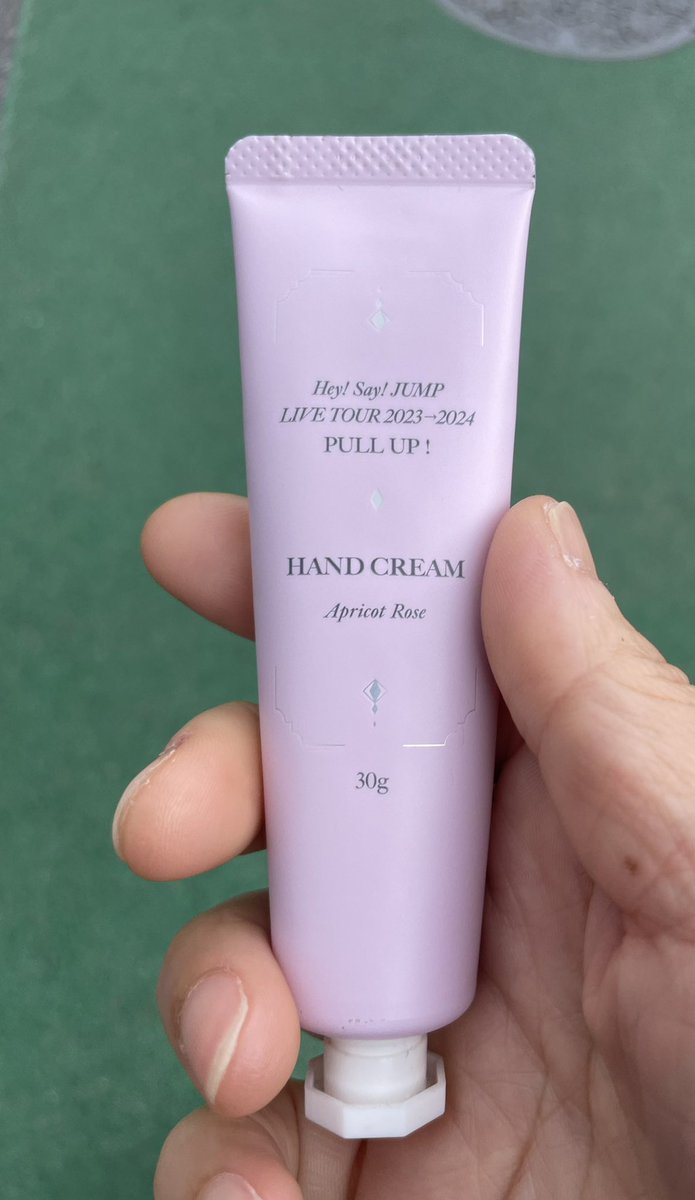 Hey! Say! JUMP
LIVE TOUR 2023→2024
PULL UP !
HAND CREAM
Apricot Rose
30g